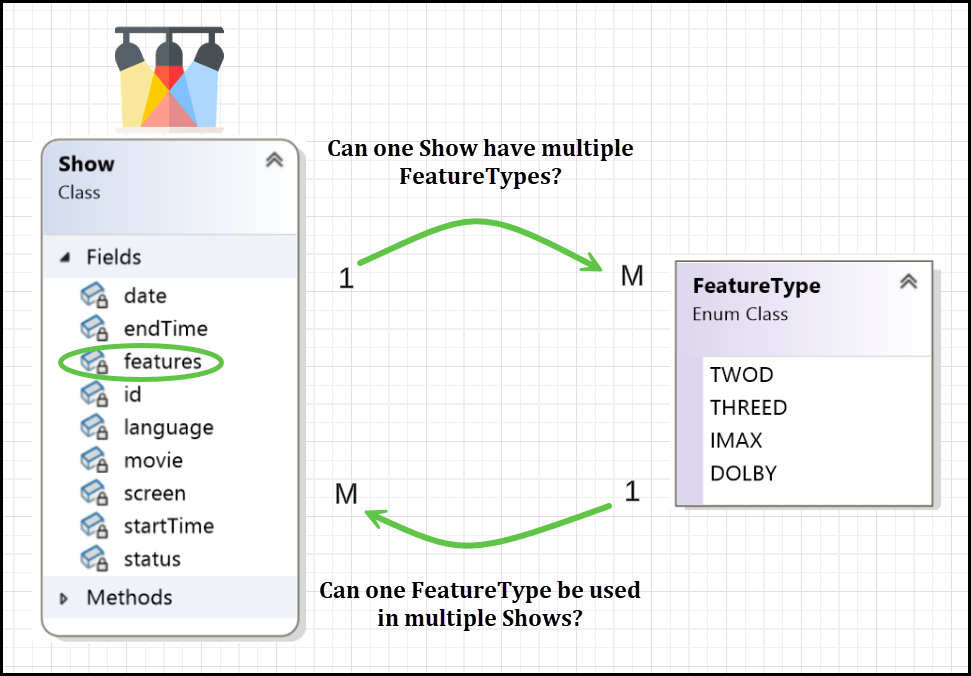 Can one Show have multiple
FeatureTypes?
Show
Class
Fields
date
endTime
features
id
language
movie
screen
startTime
status
Methods
1
M
FeatureType
Enum Class
TWOD
THREED
IMAX
DOLBY
M
1
Can one FeatureType be used
in multiple Shows?